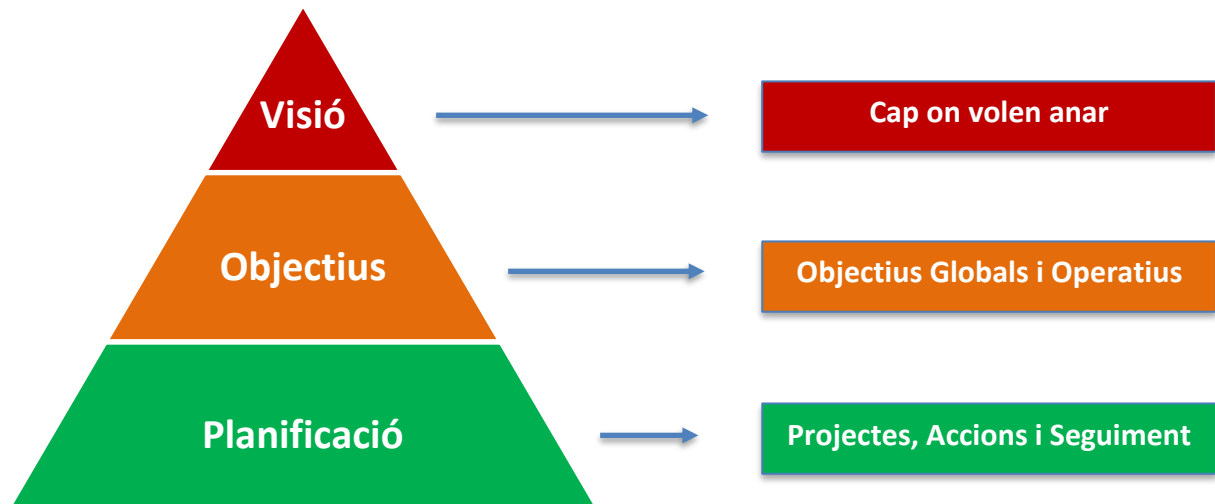 Visió
Cap on volen anar
Objectius
Objectius Globals i Operatius
Planificació
Projectes, Accions i Seguiment